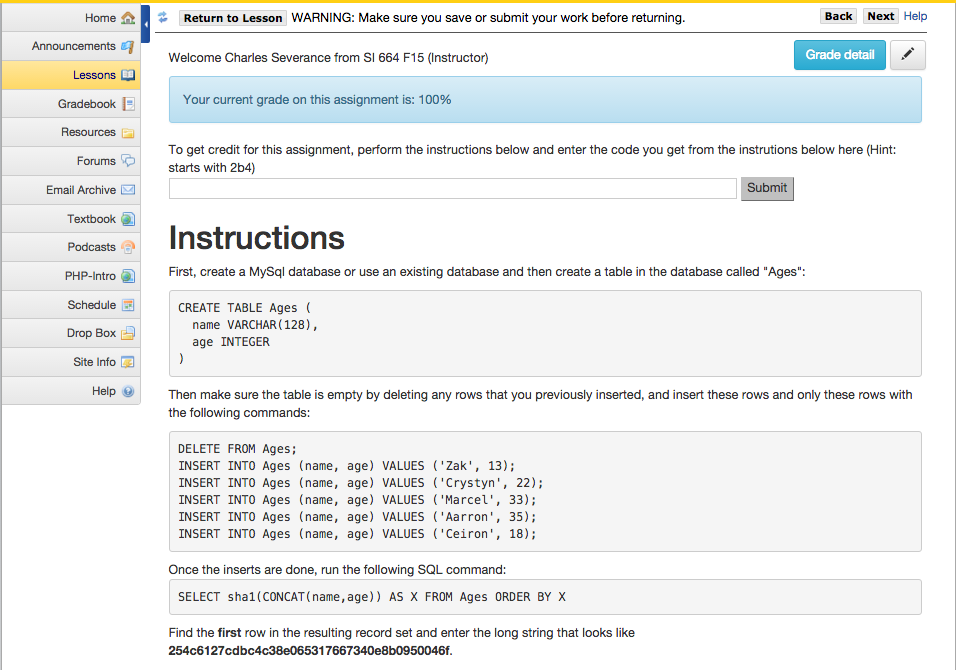 Home
Announcements
Lessons
Gradebook
Resources
Forums
Email Archive
Textbook
Podcasts
PHP-Intro
Schedule
Drop Box
Site Info
Help
Return to Lesson WARNING: Make sure you save or submit your work before returning. Back Next Help
Welcome Charles Severance from SI 664 F15 (Instructor)
Grade detail
Your current grade on this assignment is: 100%
To get credit for this assignment, perform the instructions below and enter the code you get from the instrutions below here (Hint:
starts with 2b4)
Submit
Instructions
First, create a MySql database or use an existing database and then create a table in the database called "Ages":
CREATE TABLE Ages (
name VARCHAR(128),
age INTEGER
)
Then make sure the table is empty by deleting any rows that you previously inserted, and insert these rows and only these rows with
the following commands:
DELETE FROM Ages;
INSERT INTO Ages (name, age) VALUES ('Zak', 13);
INSERT INTO Ages (name, age) VALUES ('Crystyn', 22);
INSERT INTO Ages (name, age) VALUES ('Marcel', 33);
INSERT INTO Ages (name, age) VALUES ('Aarron', 35);
INSERT INTO Ages (name, age) VALUES ('Ceiron', 18);
Once the inserts are done, run the following SQL command:
SELECT sha1(CONCAT(name,age)) AS X FROM Ages ORDER BY X
Find the first row in the resulting record set and enter the long string that looks like
254c6127cdbc4c38e065317667340e8b0950046f.